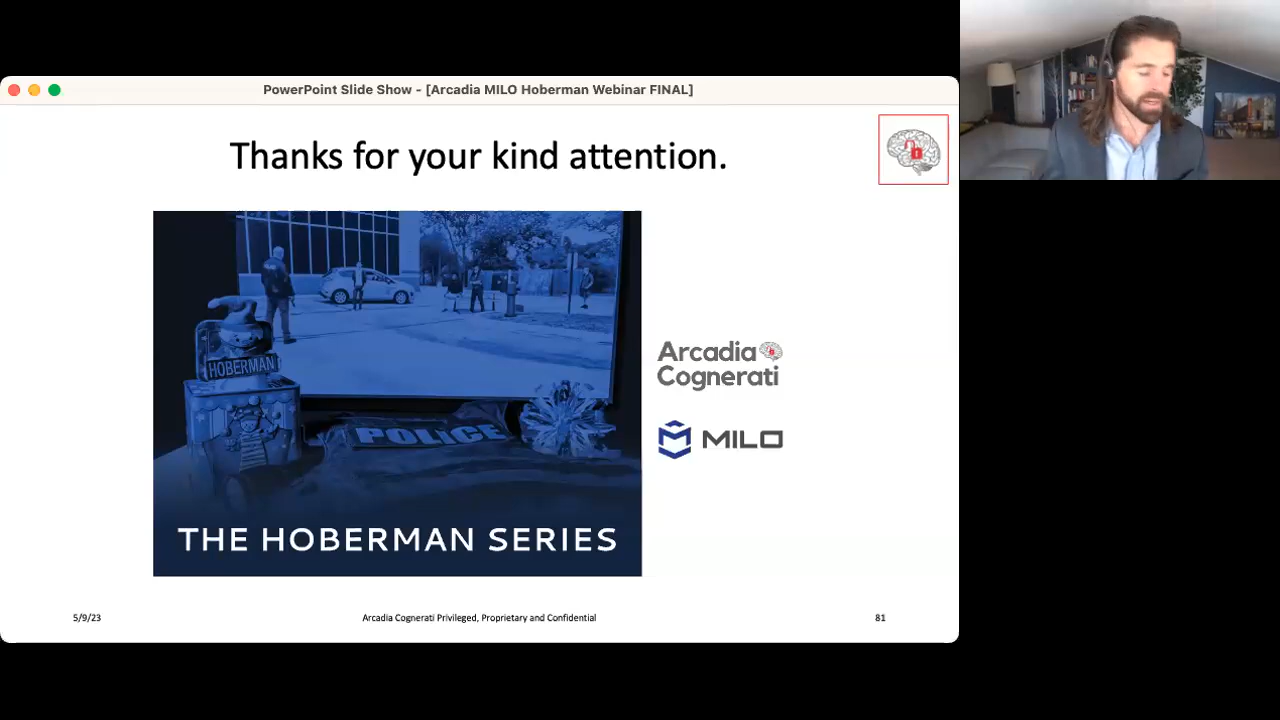 PowerPoint Slide Show - [Arcadia MILO Hoberman Webinar FINAL]
Thanks for your kind attention.
HOBERMAN
POLICE
THE HOBERMAN SERIES
Arcadia
Cognerati
MILO
5/9/23
Arcadia Cognerati Privileged, Proprietary and Confidential
81